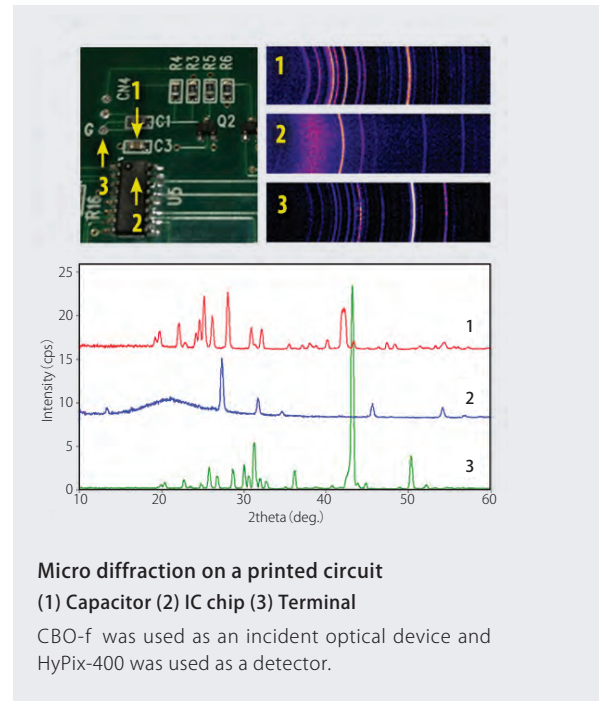 R4 R3 R5 R6
CN4
1
G
C1
Q2
C3
3
R16
2
U5
1
2
3
25
20
15
10
5
0
Intensity (cps)
1
2
3
10 20 30 40 50 60
2theta (deg.)
Micro diffraction on a printed circuit
(1) Capacitor (2) IC chip (3) Terminal
CBO-f was used as an incident optical device and
HyPix-400 was used as a detector.